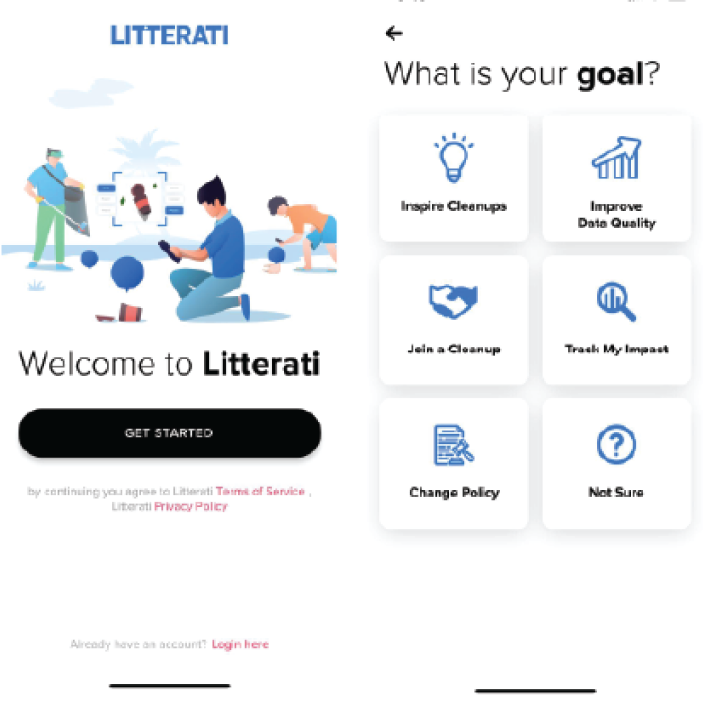 LITTERATI
Welcome to Litterati
GET STARTED
by continuing you agree to Litterati Terms of Service ,
Litterati Privacy Policy
Already have an account? Login here
What is your goal?
Inspire Cleanups
Improve
Data Quality
Join a Cleanup
Track My Impact
Change Policy
Not Sure